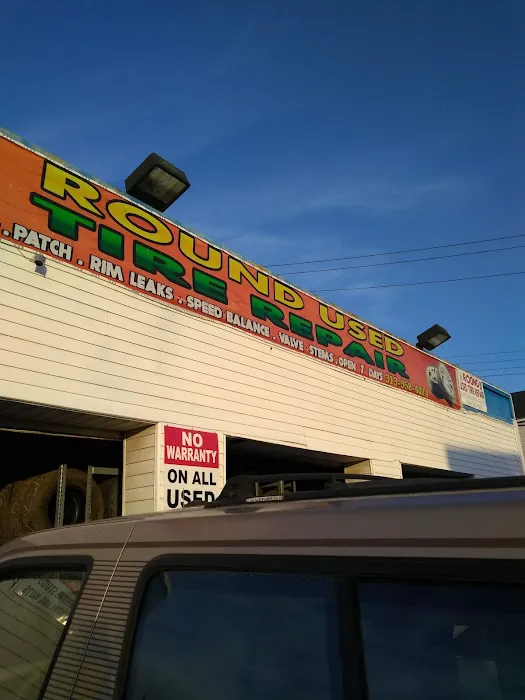 ROUND USED
TIRE REPAIR
. PATCH . RIM LEAKS . SPEED BALANCE . VALVE STEMS . OPEN 7 DAYS
NO
WARRANTY
ON ALL
USED